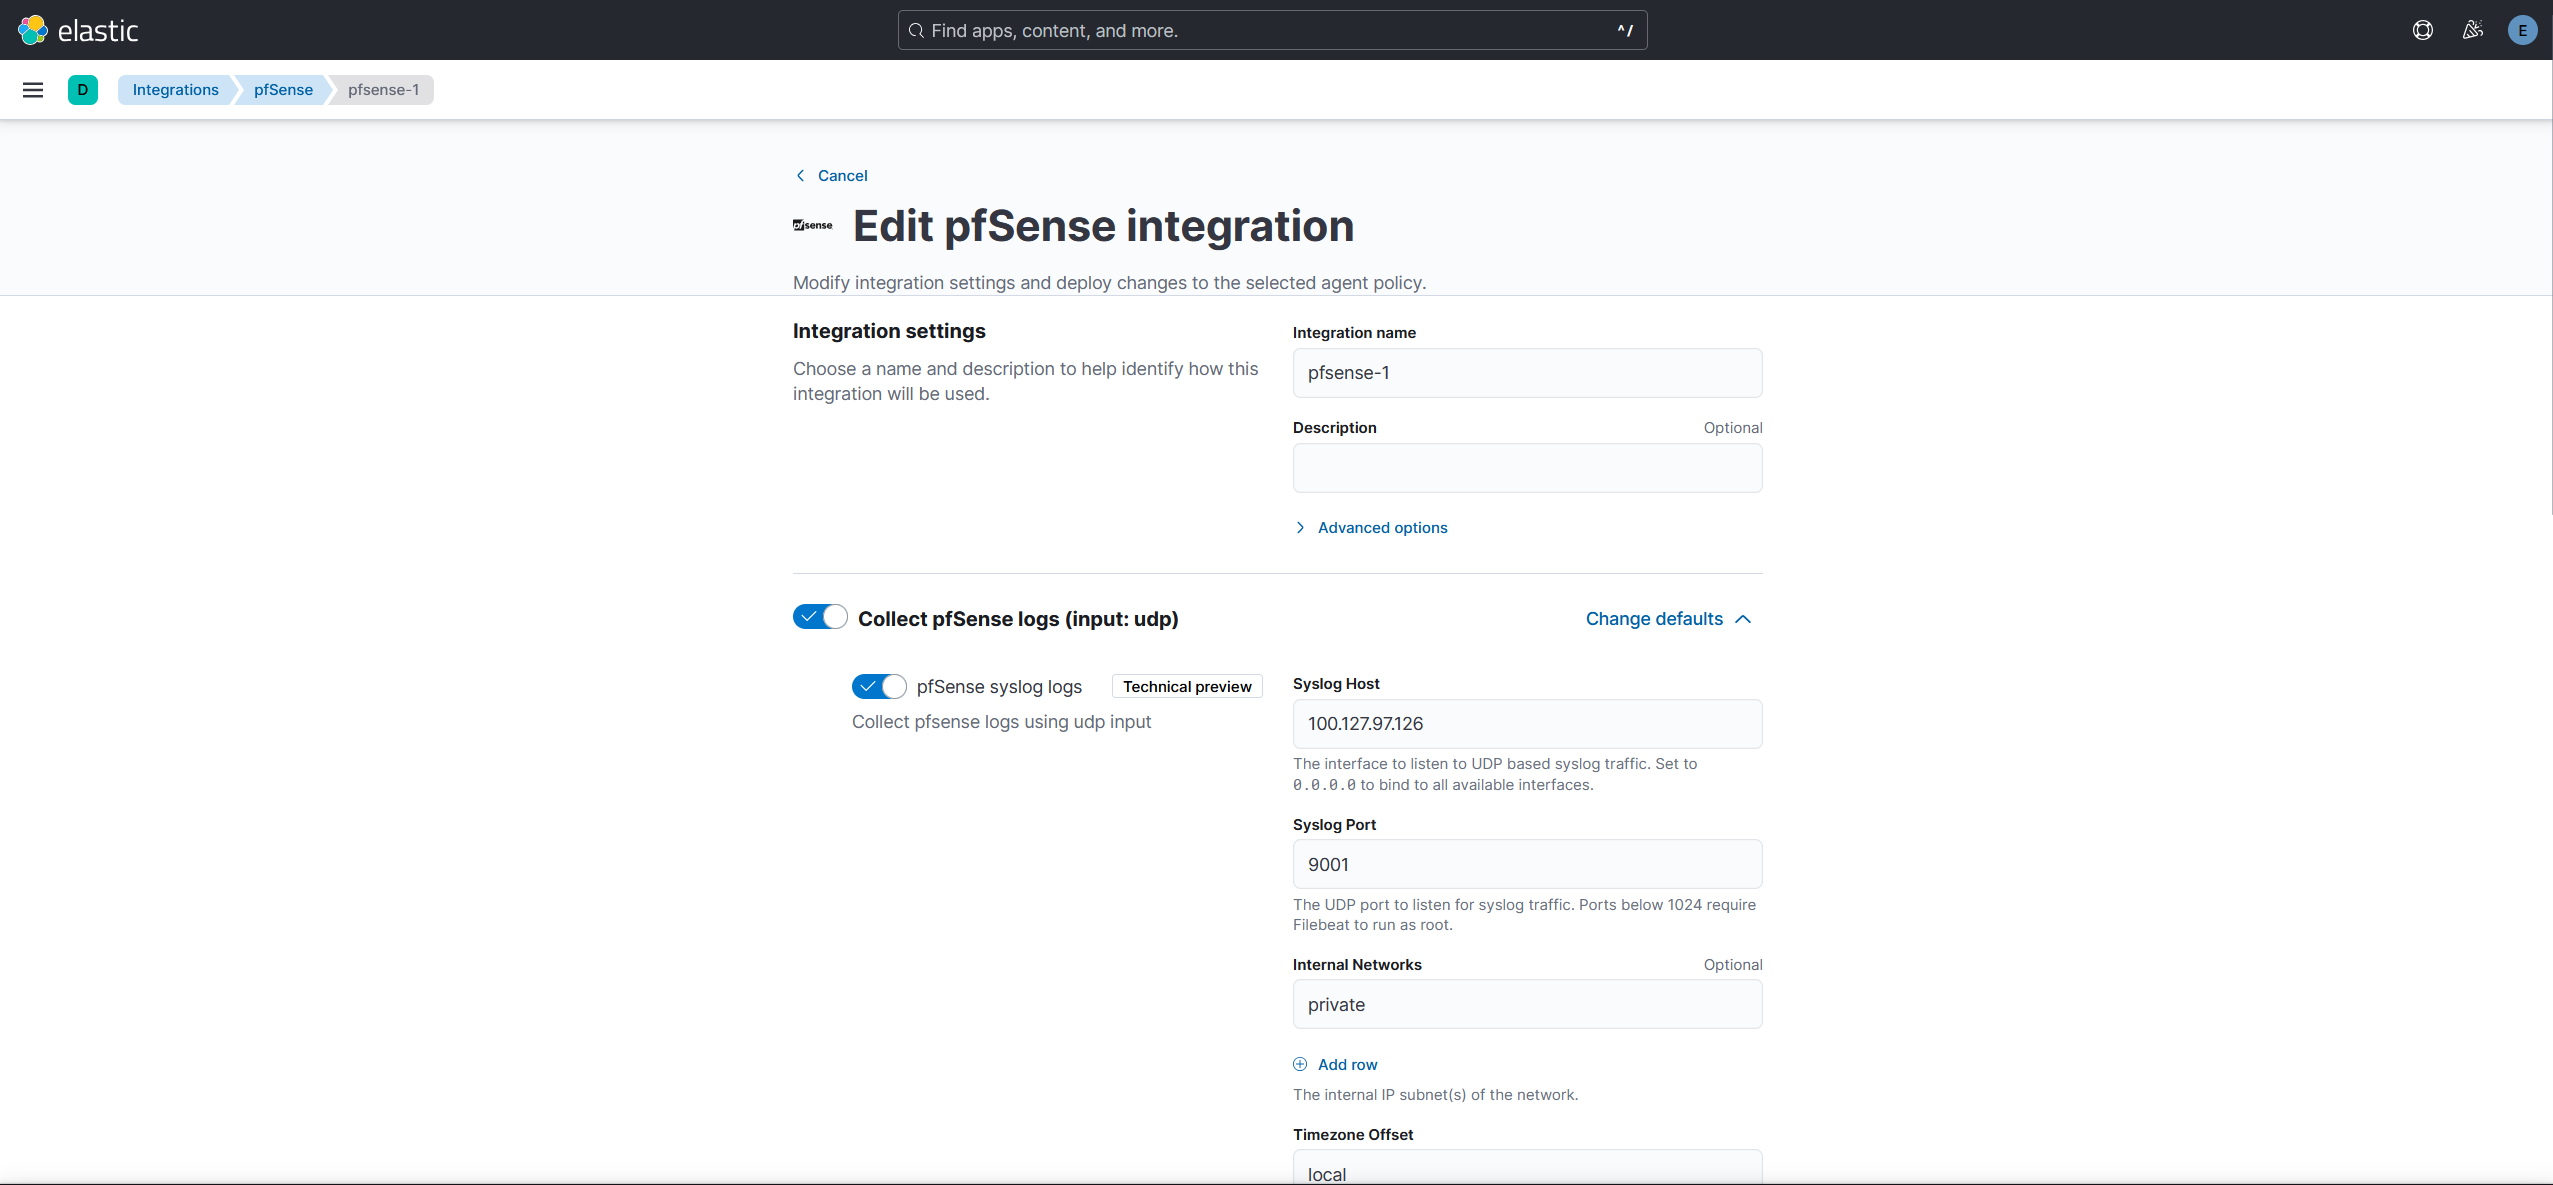 elastic
Find apps, content, and more.
^/
E
D
Integrations
pfSense
pfsense-1
Cancel
pfsense
Edit pfSense integration
Modify integration settings and deploy changes to the selected agent policy.
Integration settings
Choose a name and description to help identify how this
integration will be used.
Integration name
pfsense-1
Description
Optional
Advanced options
Collect pfSense logs (input: udp)
Change defaults
pfSense syslog logs
Technical preview
Collect pfsense logs using udp input
Syslog Host
100.127.97.126
The interface to listen to UDP based syslog traffic. Set to
0.0.0.0 to bind to all available interfaces.
Syslog Port
9001
The UDP port to listen for syslog traffic. Ports below 1024 require
Filebeat to run as root.
Internal Networks
Optional
private
Add row
The internal IP subnet(s) of the network.
Timezone Offset
local